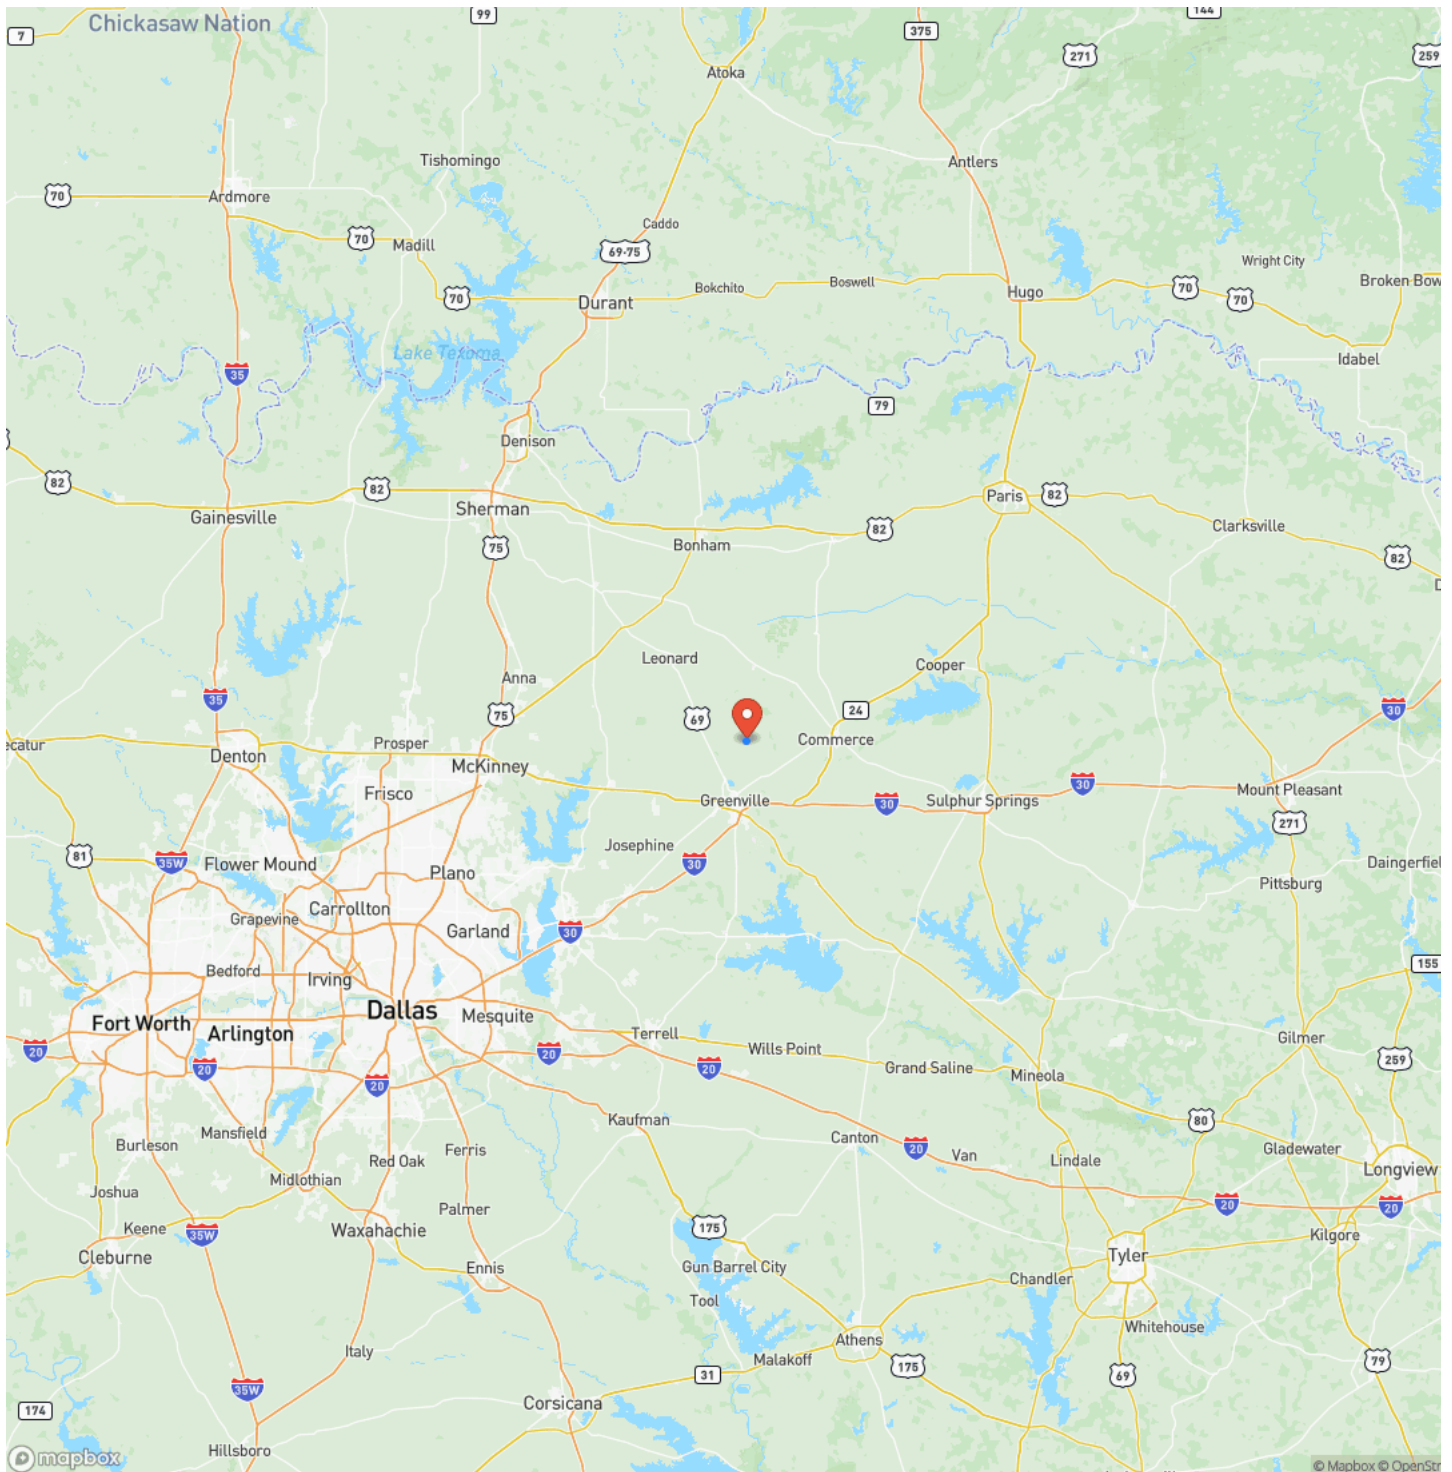 99
144
Chickasaw Nation
7
375
271
259
Atoka
Tishomingo
Antlers
70
Ardmore
Caddo
70
Madill
69-75
Wright City
Bokchito
Boswell
70
70
Broken Bow
70
Durant
Hugo
Lake Texoma
35
Idabel
79
Denison
82
82
Sherman
Paris
82
Gainesville
Clarksville
82
75
Bonham
82
Leonard
Cooper
Anna
35
75
69
24
30
Prosper
Commerce
ecatur
Denton
McKinney
Frisco
Greenville
30
Sulphur Springs
30
Mount Pleasant
271
81
35W
Flower Mound
Josephine
30
Daingerfiel
Plano
Pittsburg
Carrollton
Grapevine
Garland
30
Bedford
Irving
155
Dallas
Mesquite
Fort Worth
Arlington
Terrell
Gilmer
20
20
20
Wills Point
20
Grand Saline
259
20
Mineola
Kaufman
80
Mansfield
Burleson
Canton
20
Gladewater
Ferris
Van
Red Oak
Lindale
Longview
Midlothian
Joshua
20
20
Palmer
Keene
35W
Waxahachie
175
Kilgore
Cleburne
Tyler
Ennis
Gun Barrel City
Chandler
Tool
Whitehouse
Athens
Italy
Malakoff
175
79
31
69
35W
Corsicana
174
Hillsboro
mapbox
© Mapbox © OpenStr